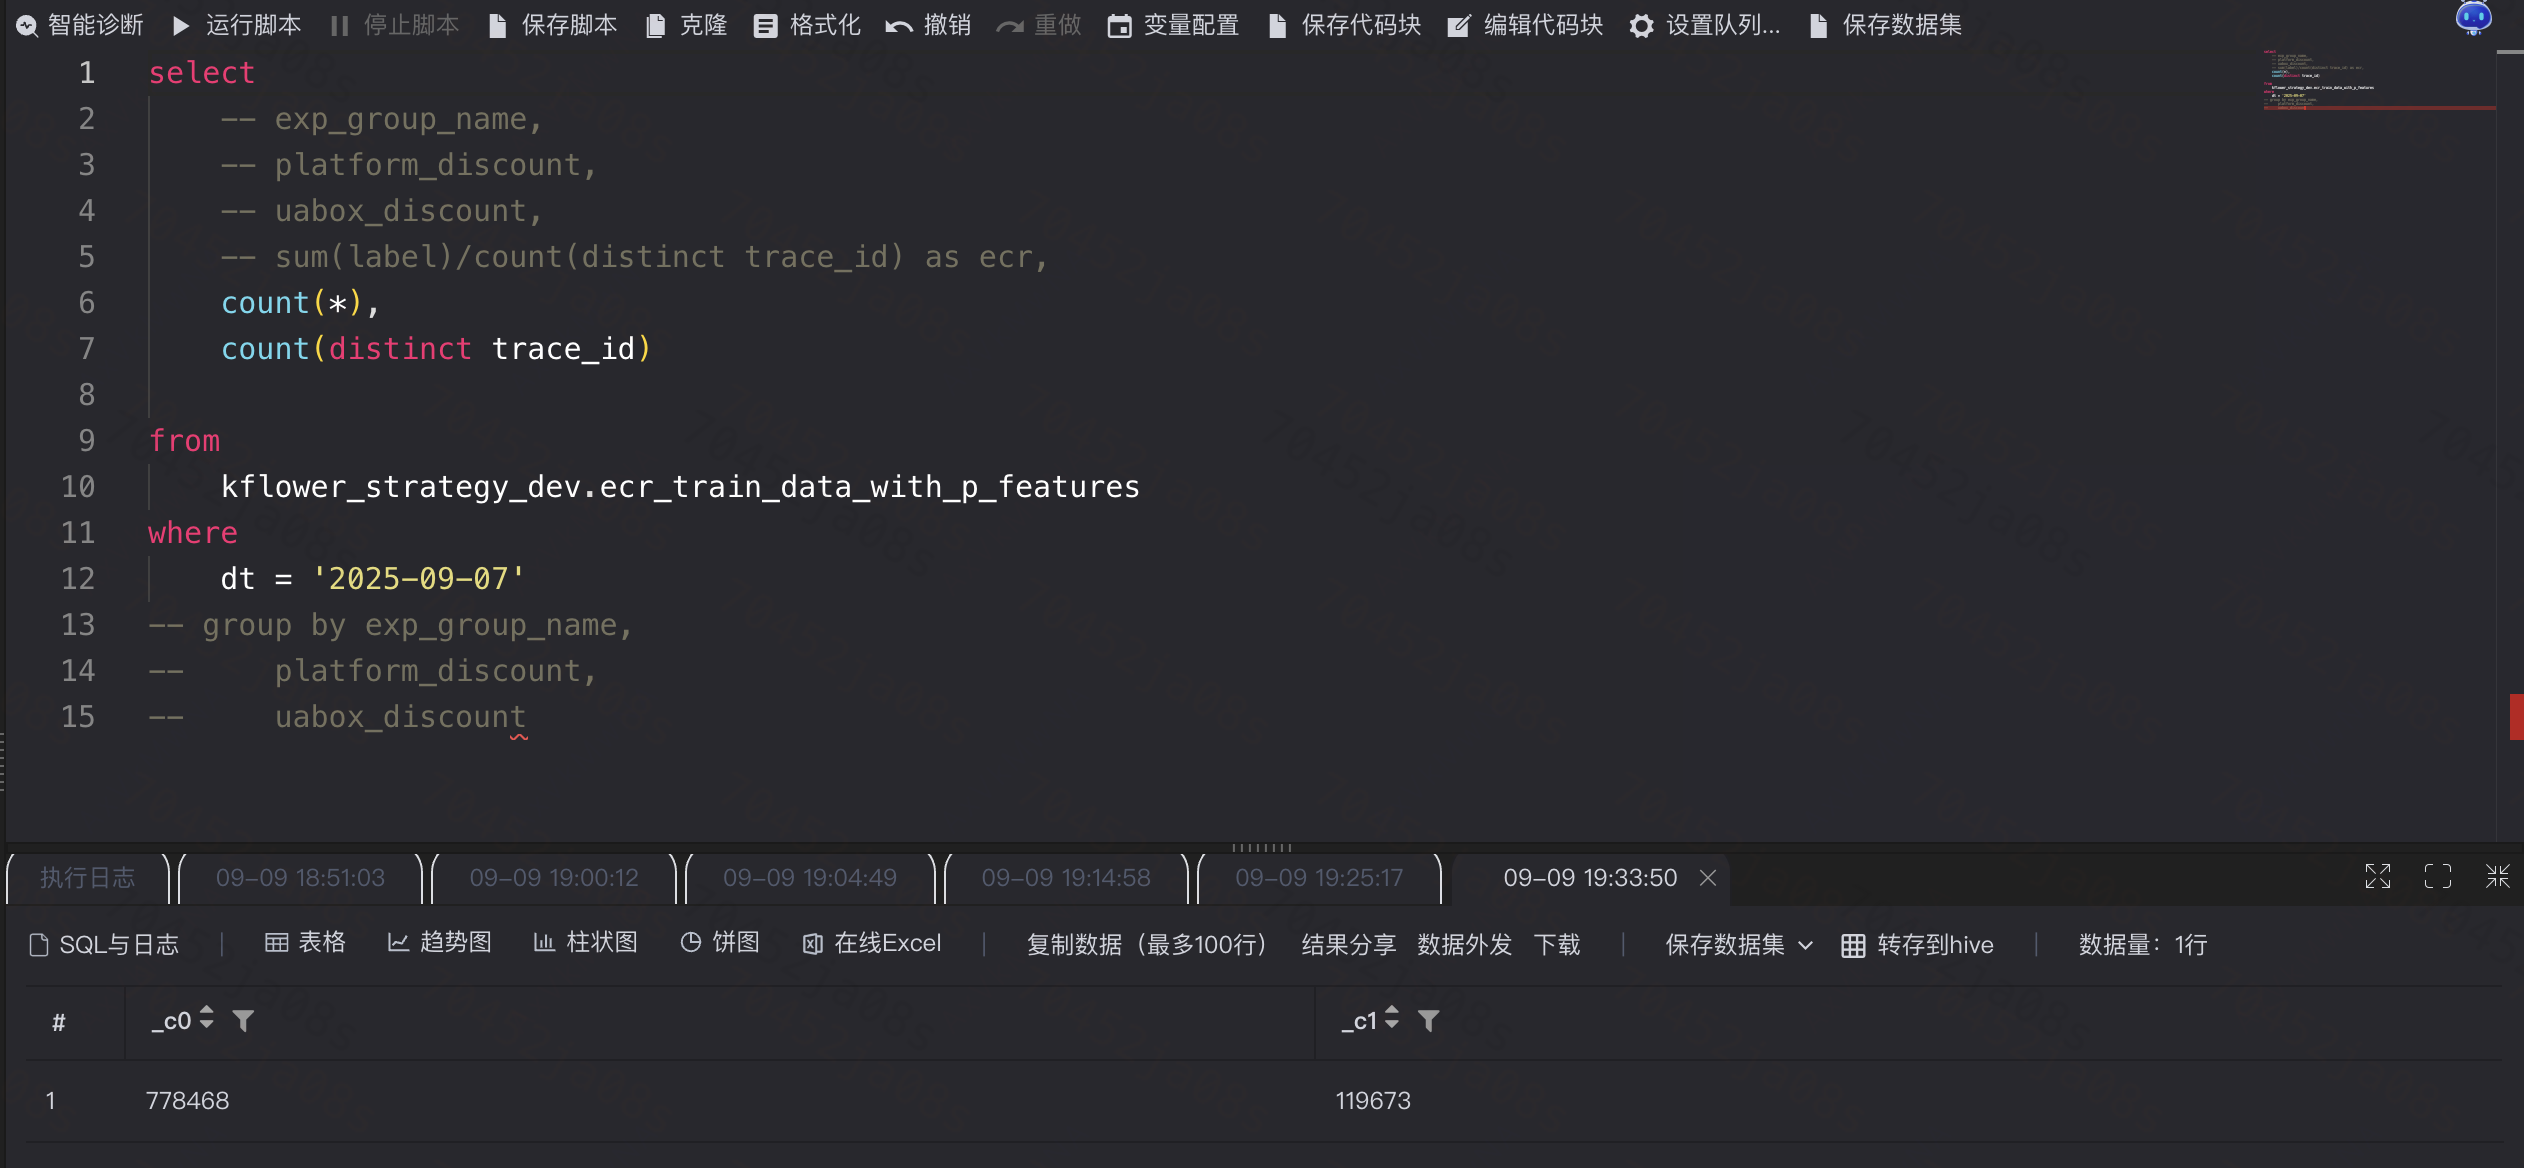 智能诊断 运行脚本 停止脚本 保存脚本 克隆 格式化 撤销 重做 变量配置 保存代码块 编辑代码块 设置队列... 保存数据集
1 select
2 -- exp_group_name,
3 -- platform_discount,
4 -- uabox_discount,
5 -- sum(label)/count(distinct trace_id) as ecr,
6 count(*),
7 count(distinct trace_id)
8
9 from
10 kflower_strategy_dev.ecr_train_data_with_p_features
11 where
12 dt = '2025-09-07'
13 -- group by exp_group_name,
14 -- platform_discount,
15 -- uabox_discount
执行日志 09-09 18:51:03 09-09 19:00:12 09-09 19:04:49 09-09 19:14:58 09-09 19:25:17 09-09 19:33:50
SQL与日志 表格 趋势图 柱状图 饼图 在线Excel 复制数据（最多100行） 结果分享 数据外发 下载 保存数据集 转存到hive 数据量：1行
# _c0 _c1
1 778468 119673